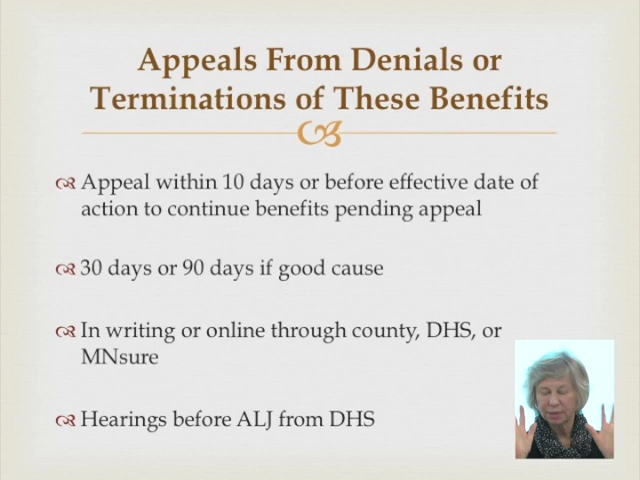 Appeals From Denials or
Terminations of These Benefits
Appeal within 10 days or before effective date of
action to continue benefits pending appeal
30 days or 90 days if good cause
In writing or online through county, DHS, or
MNsure
Hearings before ALJ from DHS